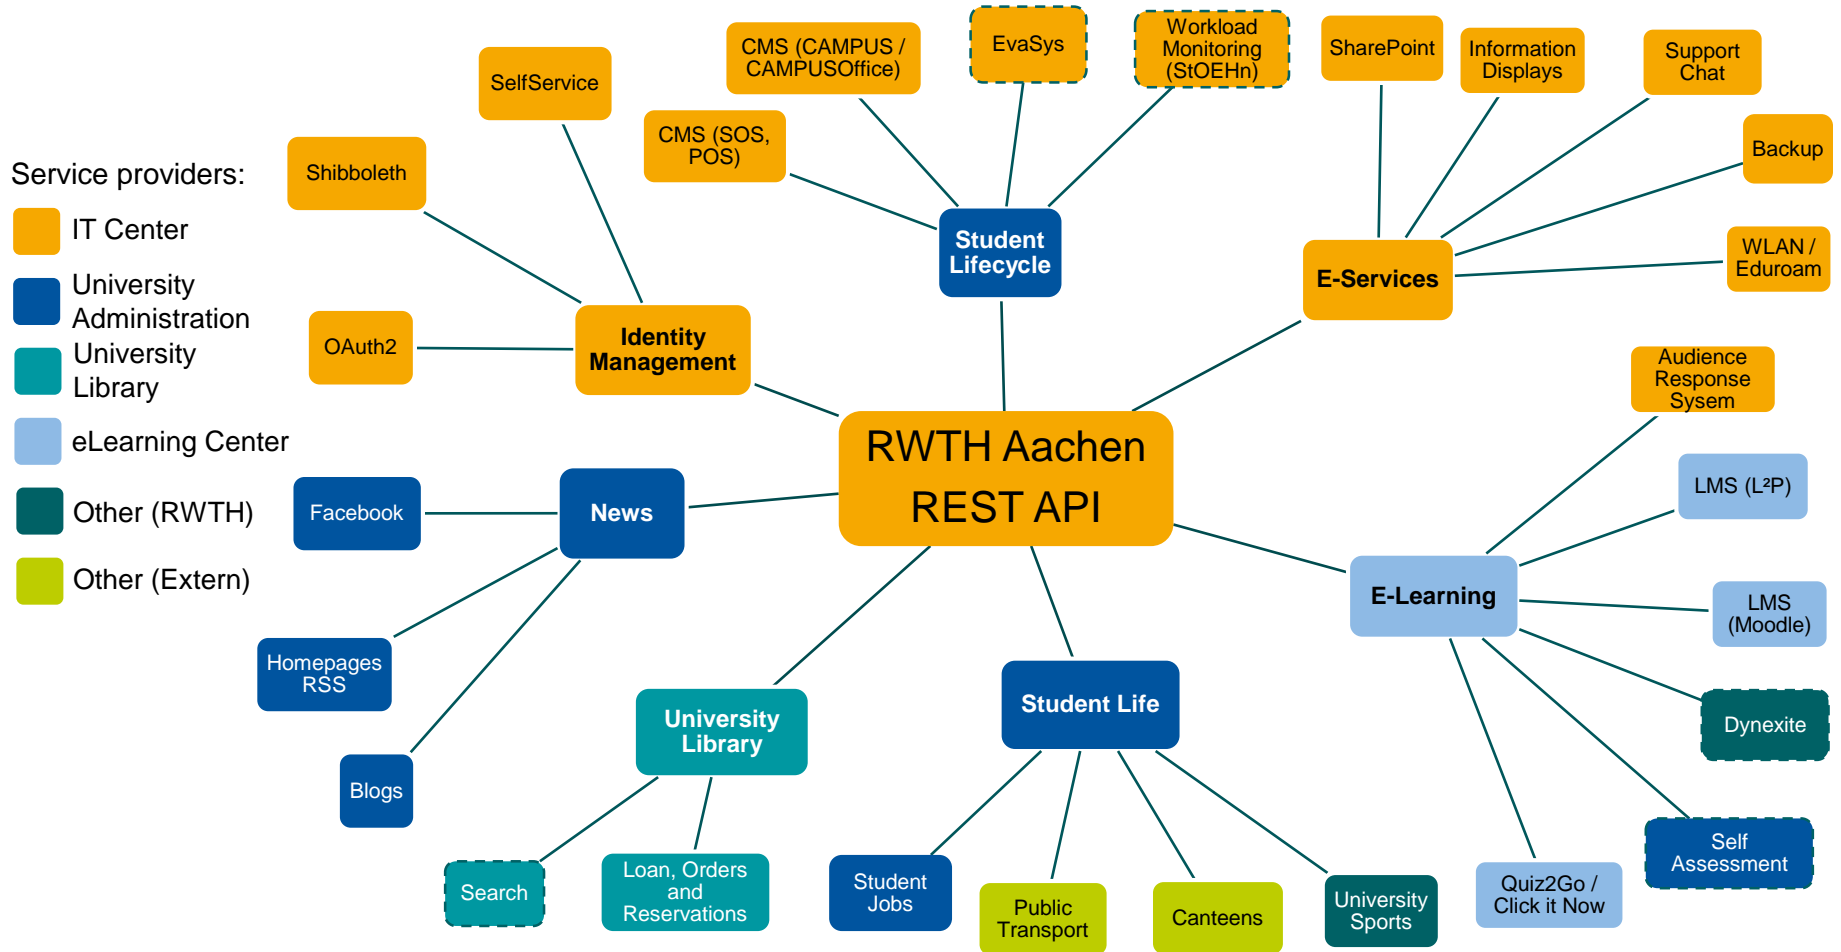 Service providers:
IT Center
University
Administration
University
Library
eLearning Center
Other (RWTH)
Other (Extern)
SelfService
Shibboleth
OAuth2
Identity
Management
CMS (SOS,
POS)
CMS (CAMPUS /
CAMPUSOffice)
EvaSys
Workload
Monitoring
(StOEHn)
Student
Lifecycle
SharePoint
Information
Displays
Support
Chat
Backup
WLAN /
Eduroam
E-Services
RWTH Aachen
REST API
Audience
Response
Sysem
LMS (L²P)
LMS
(Moodle)
Dynexite
Self
Assessment
Quiz2Go /
Click it Now
E-Learning
News
Facebook
Homepages
RSS
Blogs
University
Library
Search
Loan, Orders
and
Reservations
Student Life
Student
Jobs
Public
Transport
Canteens
University
Sports